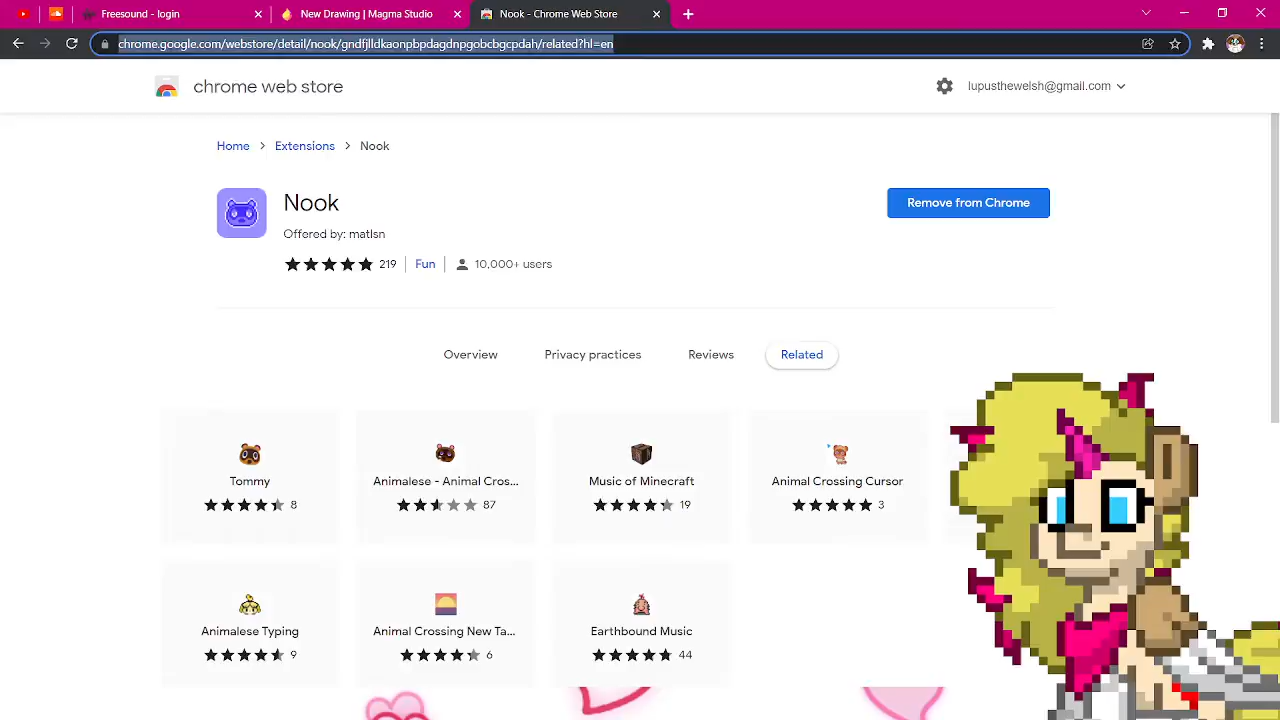 Freesound - login
New Drawing | Magma Studio
Nook - Chrome Web Store
chrome.google.com/webstore/detail/nook/gndfjlldkaonpbpdagdnpgobcbgcpdah/related?hl=en
chrome web store
lupusthewelsh@gmail.com
Home > Extensions > Nook
Nook
Remove from Chrome
Offered by: matlsn
219 Fun 10,000+ users
Overview Privacy practices Reviews Related
Tommy
8
Animalese - Animal Cros...
87
Music of Minecraft
19
Animal Crossing Cursor
3
Animalese Typing
9
Animal Crossing New Ta...
6
Earthbound Music
44